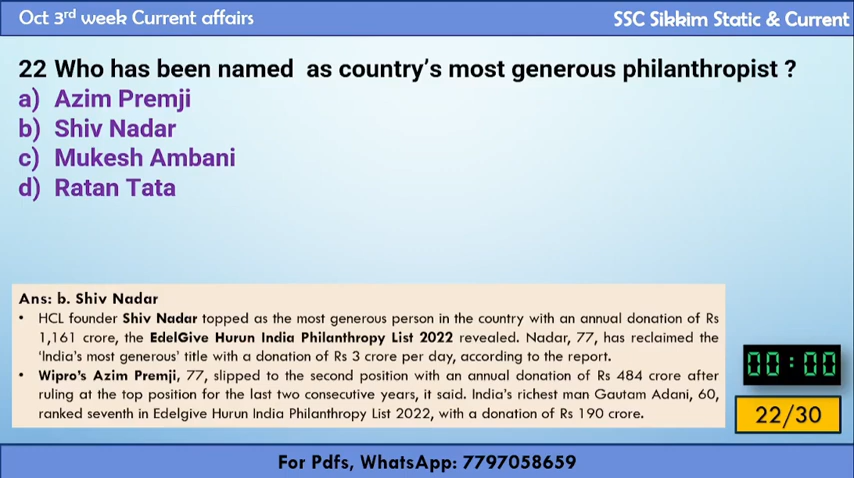 Oct 3rd week Current affairs
SSC Sikkim Static & Current
22 Who has been named as country's most generous philanthropist ?
a) Azim Premji
b) Shiv Nadar
c) Mukesh Ambani
d) Ratan Tata
Ans: b. Shiv Nadar
• HCL founder Shiv Nadar topped as the most generous person in the country with an annual donation of Rs
1,161 crore, the EdelGive Hurun India Philanthropy List 2022 revealed. Nadar, 77, has reclaimed the
'India's most generous' title with a donation of Rs 3 crore per day, according to the report.
• Wipro's Azim Premji, 77, slipped to the second position with an annual donation of Rs 484 crore after
ruling at the top position for the last two consecutive years, it said. India's richest man Gautam Adani, 60,
ranked seventh in Edelgive Hurun India Philanthropy List 2022, with a donation of Rs 190 crore.
00:00
22/30
For Pdfs, WhatsApp: 7797058659